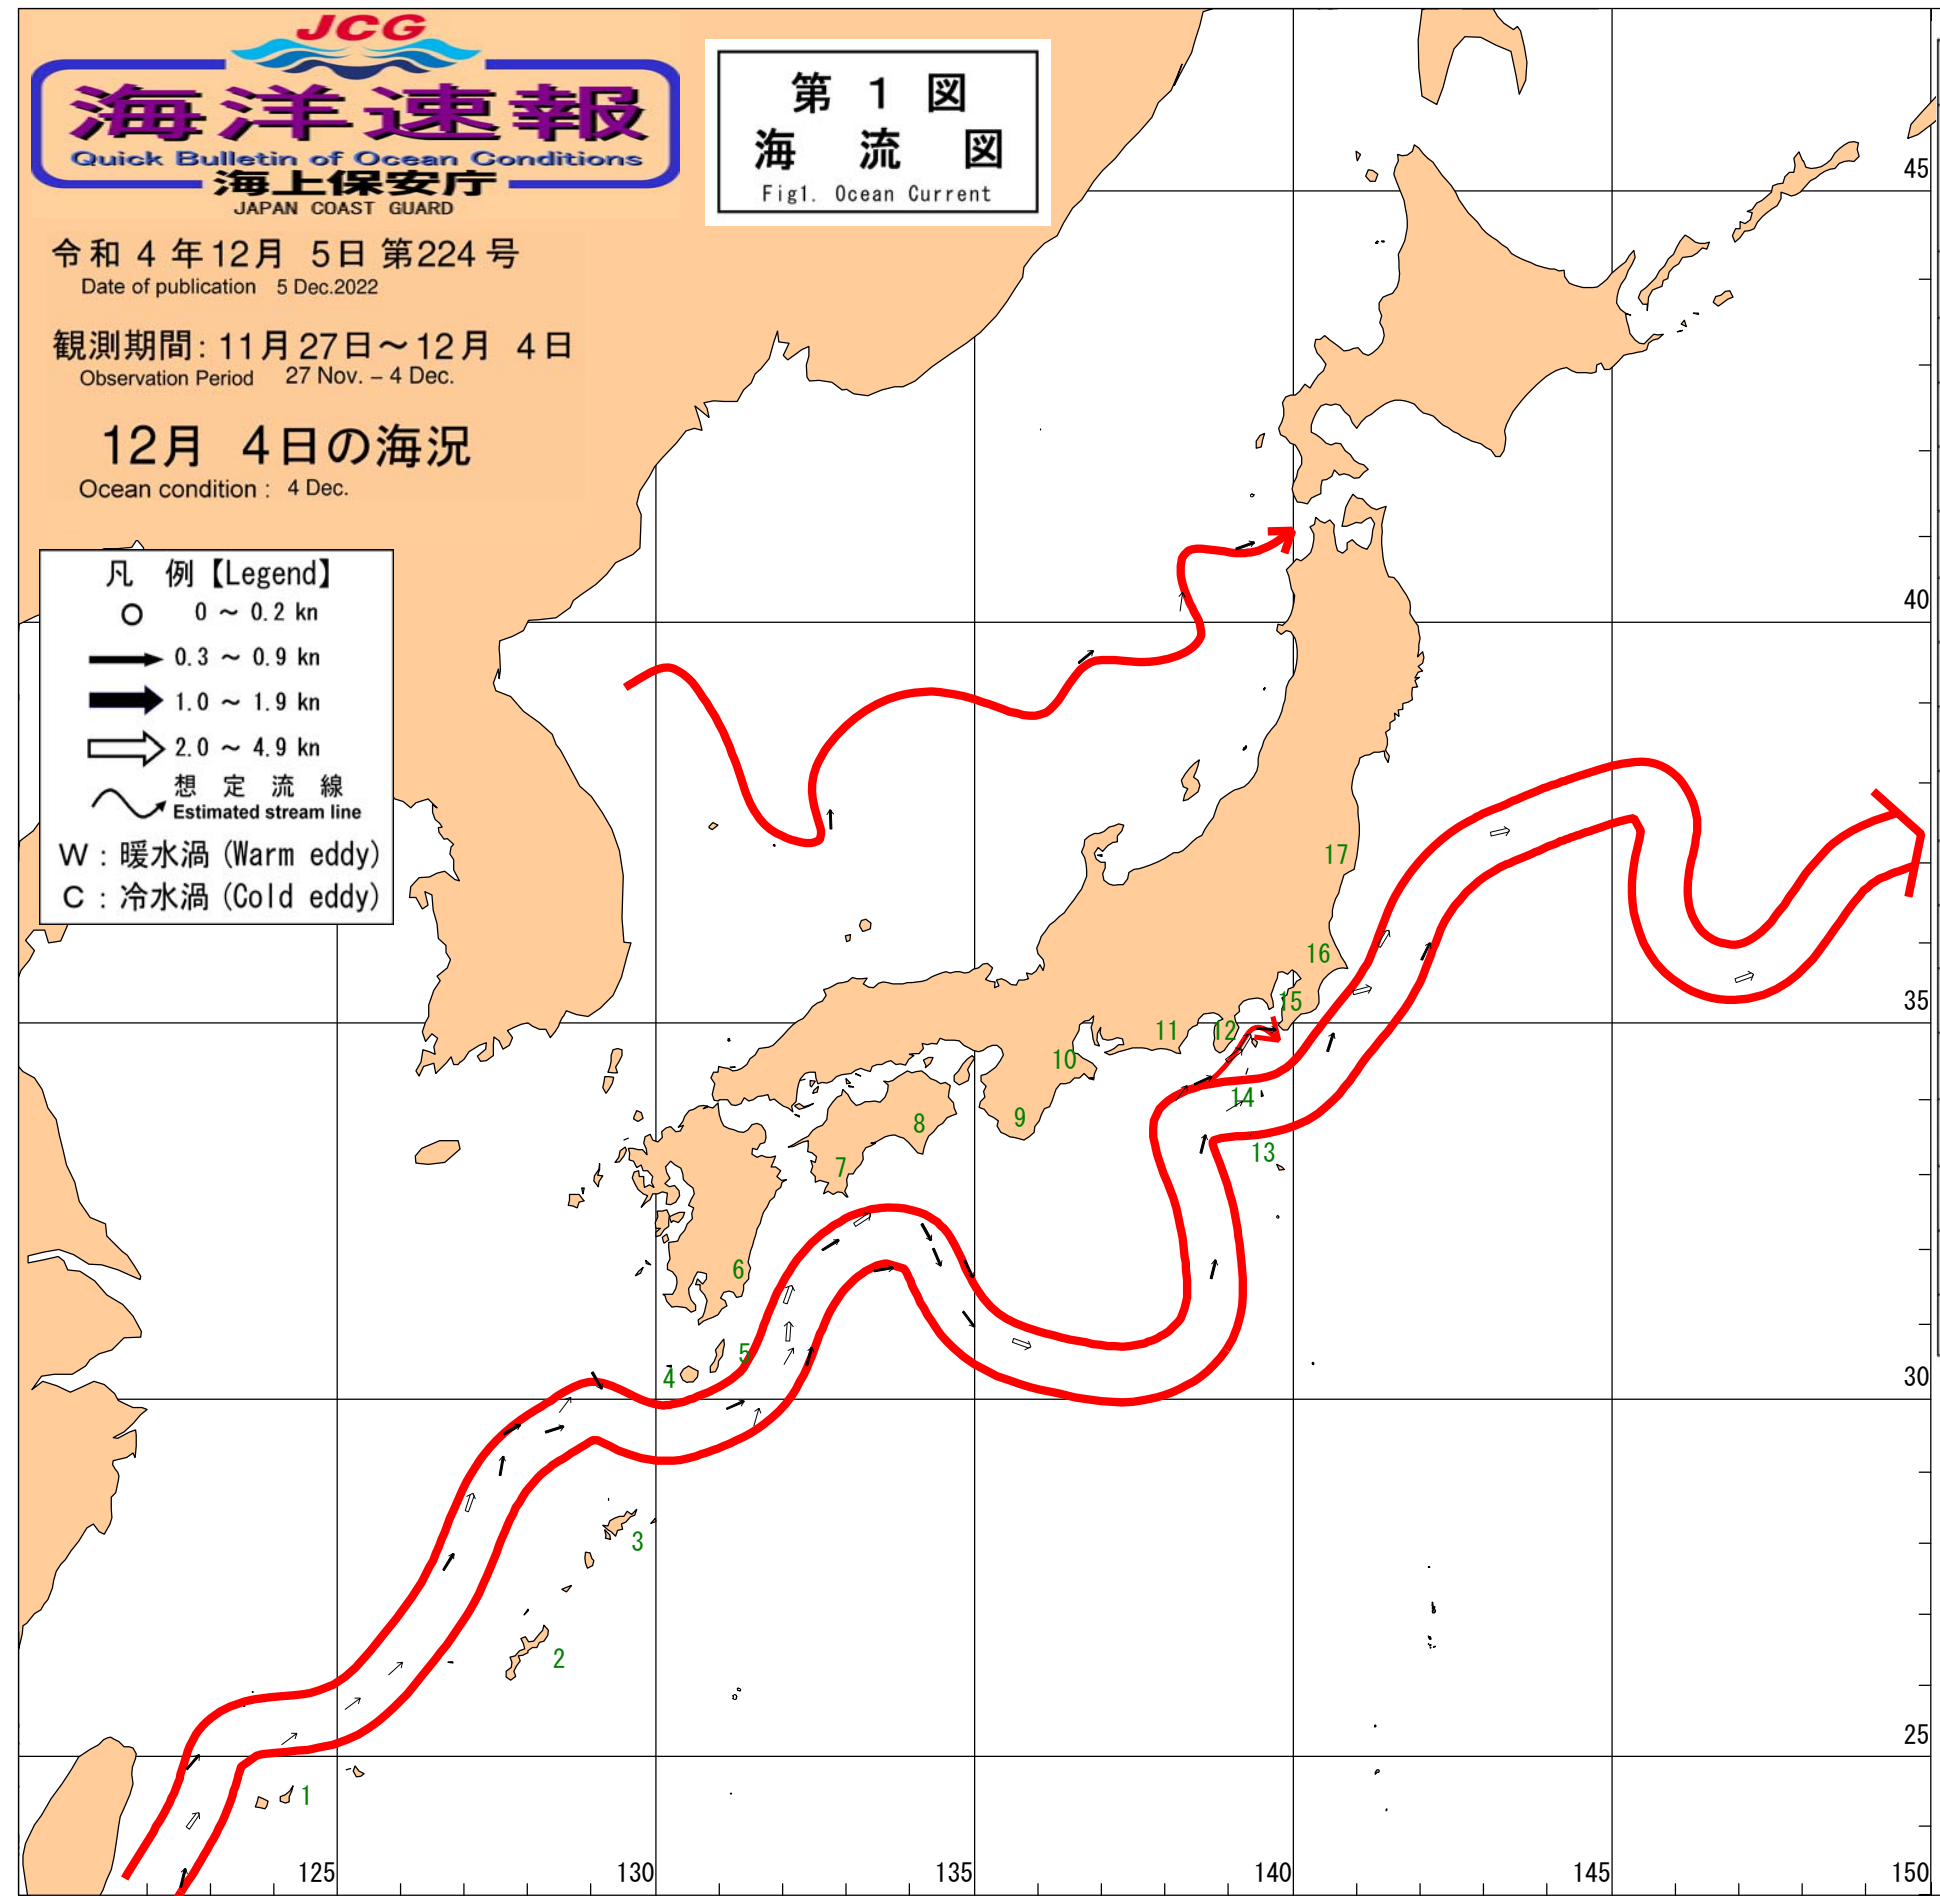 JCG
海洋速報
Quick Bulletin of Ocean Conditions
海上保安庁
JAPAN COAST GUARD
第 1 図
海 流 図
Fig1. Ocean Current
令和 4 年12月 5日 第224 号
Date of publication 5 Dec.2022
観測期間: 11月27日～12月 4日
Observation Period 27 Nov. – 4 Dec.
12月 4日の海況
Ocean condition : 4 Dec.
凡 例【Legend】
0 ～ 0.2 kn
0.3 ～ 0.9 kn
1.0 ～ 1.9 kn
2.0 ～ 4.9 kn
想 定 流 線
Estimated stream line
W : 暖水渦 (Warm eddy)
C : 冷水渦 (Cold eddy)
45
40
17
16
35
15
12
11
10
14
9
8
13
7
6
5
4
30
3
2
25
1
125
130
135
140
145
150